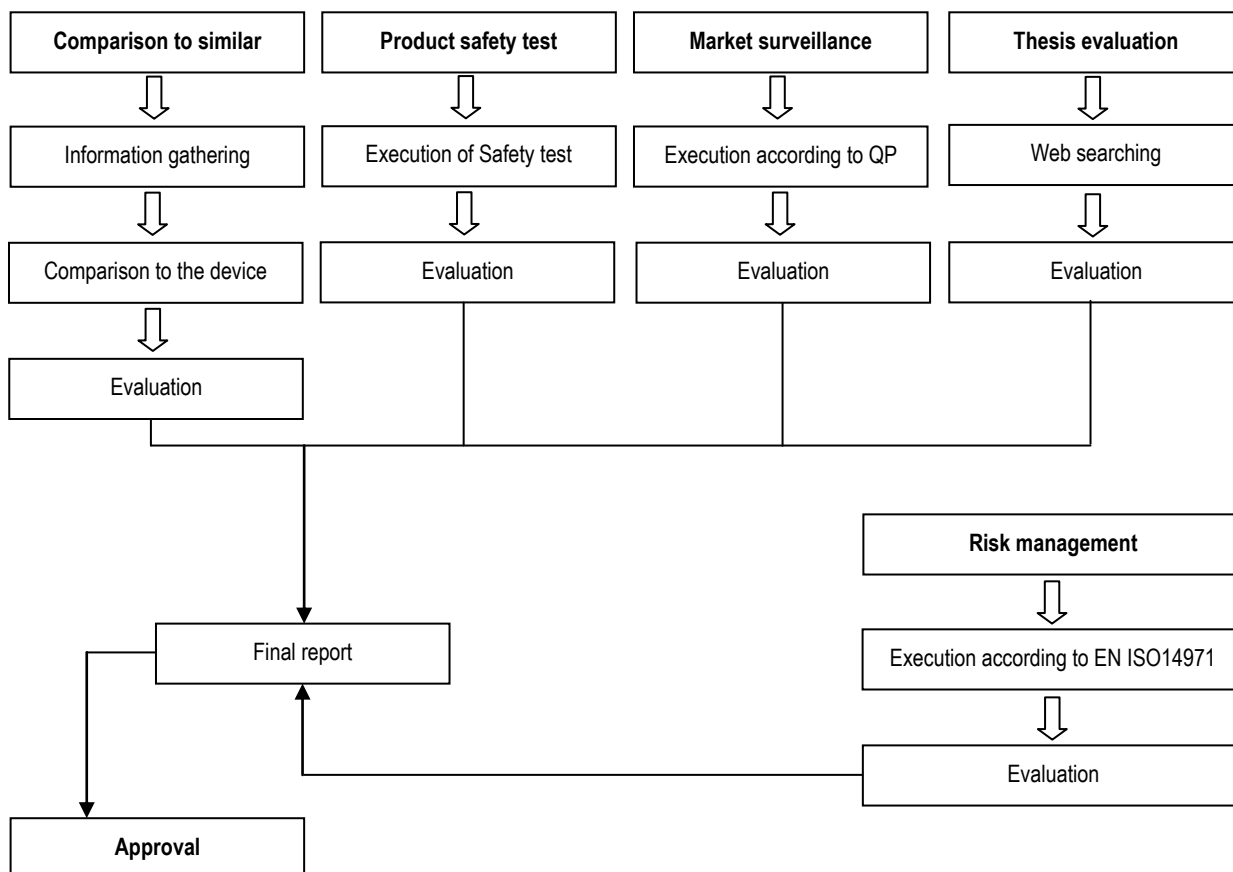 Comparison to similar
Product safety test
Market surveillance
Thesis evaluation
Information gathering
Execution of Safety test
Execution according to QP
Web searching
Comparison to the device
Evaluation
Evaluation
Evaluation
Evaluation
Risk management
Final report
Execution according to EN ISO14971
Evaluation
Approval